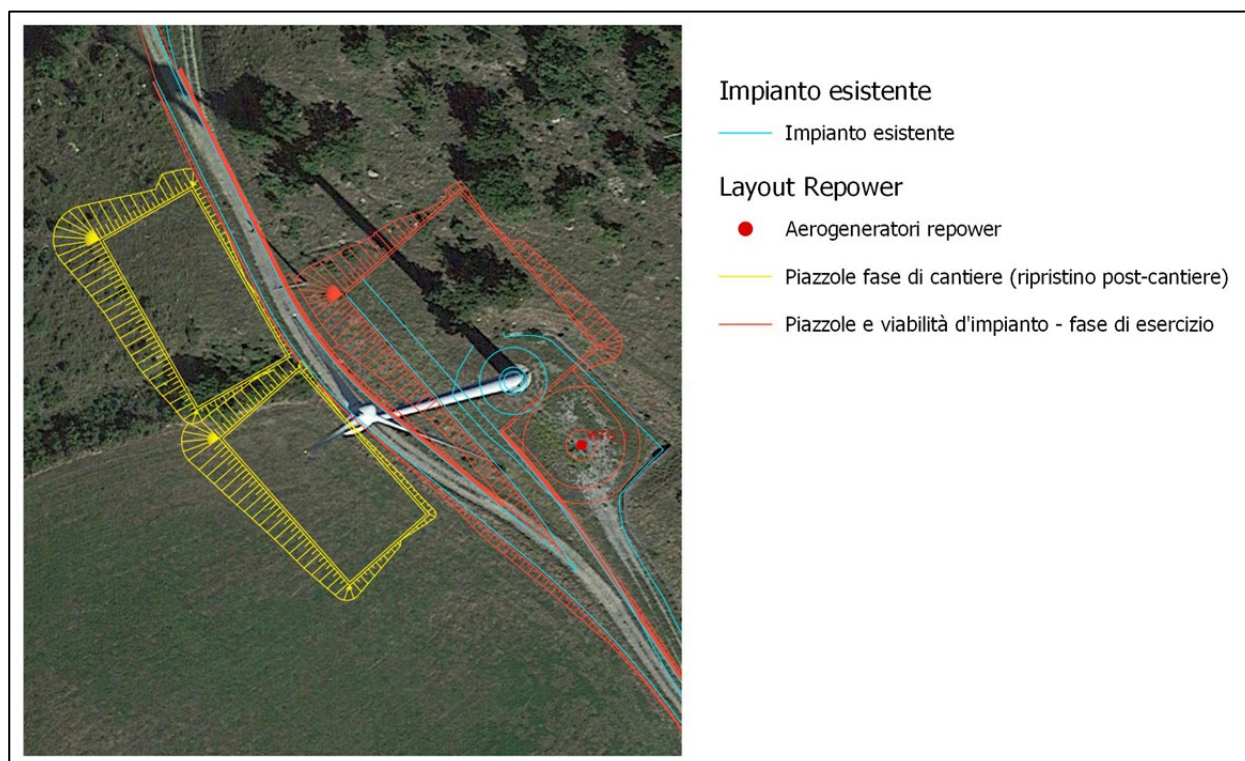 Impianto esistente
Impianto esistente
Layout Repower
Aerogeneratori repower
Piazzole fase di cantiere (ripristino post-cantiere)
Piazzole e viabilità d'impianto - fase di esercizio